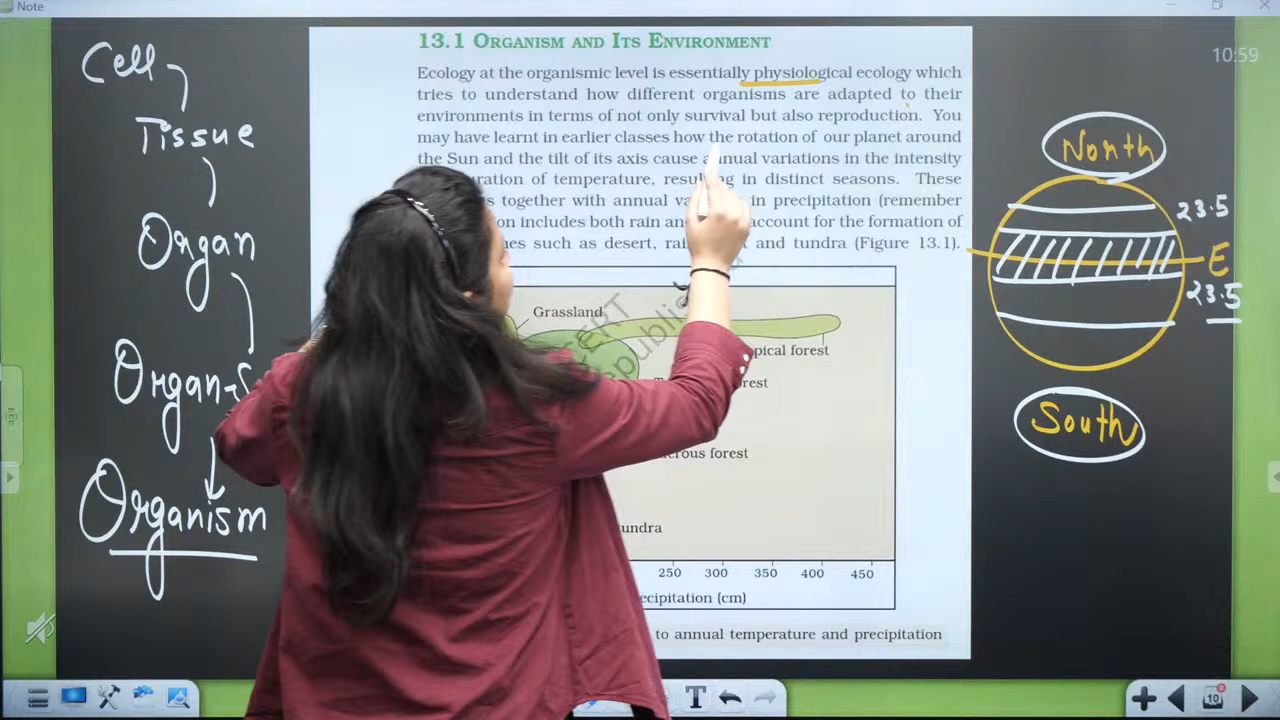 Note
10:59
Cell
Tissue
Organ
Organ-S
Organism
13.1 ORGANISM AND ITS ENVIRONMENT
Ecology at the organismic level is essentially physiological ecology which
tries to understand how different organisms are adapted to their
environments in terms of not only survival but also reproduction. You
may have learnt in earlier classes how the rotation of our planet around
the Sun and the tilt of its axis cause annual variations in the intensity
of temperature, resulting in distinct seasons. These
together with annual in precipitation (remember
includes both rain and account for the formation of
such as desert, and tundra (Figure 13.1).
Grassland
forest
forest
150
250 300 350 400 450
(cm)
to annual temperature and precipitation
North
23.5
E
23.5
South
T
10